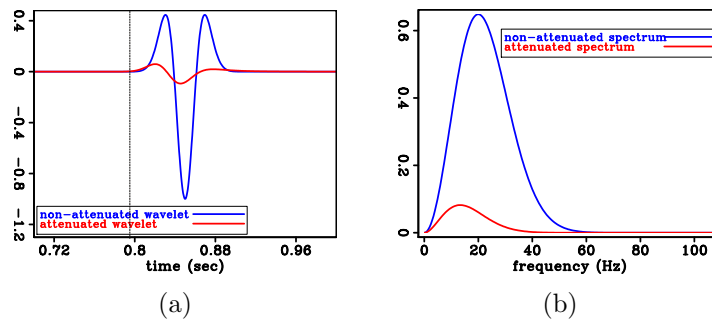 0.4
0
-0.4
-0.8
-1.2
non-attenuated wavelet
attenuated wavelet
0.72 0.8 0.88 0.96
time (sec)
(a)
0.6
0.4
0.2
0
non-attenuated spectrum
attenuated spectrum
0 20 40 60 80 100
frequency (Hz)
(b)